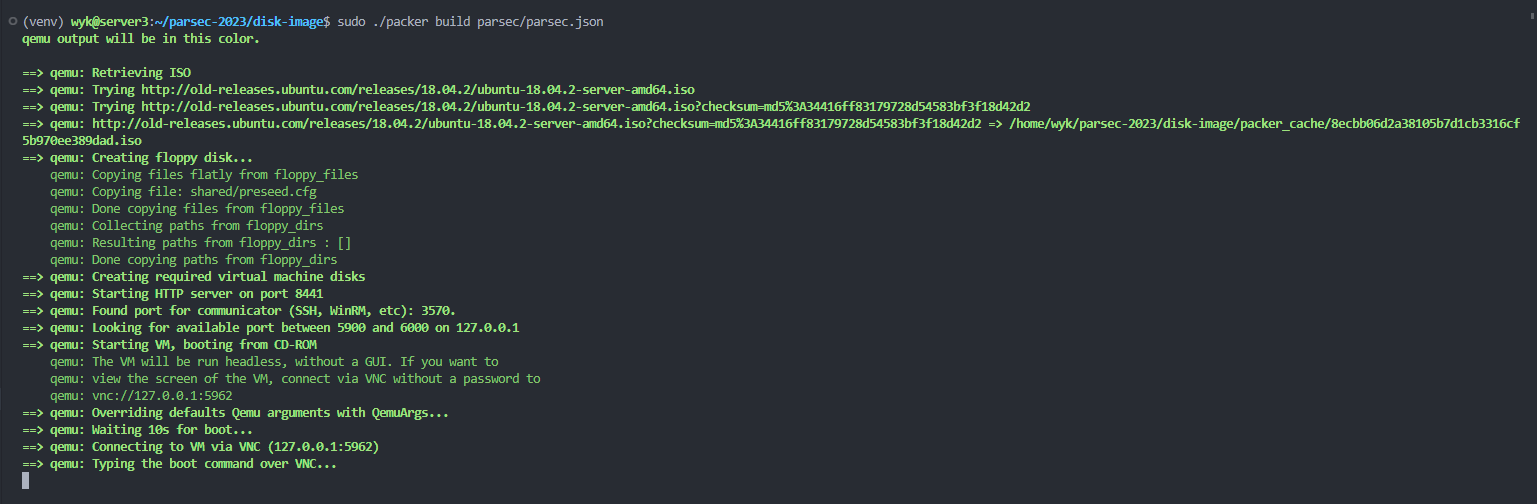 (venv) wyk@server3:~/parsec-2023/disk-image$ sudo ./packer build parsec/parsec.json
qemu output will be in this color.
==> qemu: Retrieving ISO
==> qemu: Trying http://old-releases.ubuntu.com/releases/18.04.2/ubuntu-18.04.2-server-amd64.iso
==> qemu: Trying http://old-releases.ubuntu.com/releases/18.04.2/ubuntu-18.04.2-server-amd64.iso?checksum=md5%3A34416ff83179728d54583bf3f18d42d2
==> qemu: http://old-releases.ubuntu.com/releases/18.04.2/ubuntu-18.04.2-server-amd64.iso?checksum=md5%3A34416ff83179728d54583bf3f18d42d2 => /home/wyk/parsec-2023/disk-image/packer_cache/8ecbb06d2a38105b7d1cb3316cf
5b970ee389dad.iso
==> qemu: Creating floppy disk...
    qemu: Copying files flatly from floppy_files
    qemu: Copying file: shared/preseed.cfg
    qemu: Done copying files from floppy_files
    qemu: Collecting paths from floppy_dirs
    qemu: Resulting paths from floppy_dirs : []
    qemu: Done copying paths from floppy_dirs
==> qemu: Creating required virtual machine disks
==> qemu: Starting HTTP server on port 8441
==> qemu: Found port for communicator (SSH, WinRM, etc): 3570.
==> qemu: Looking for available port between 5900 and 6000 on 127.0.0.1
==> qemu: Starting VM, booting from CD-ROM
    qemu: The VM will be run headless, without a GUI. If you want to
    qemu: view the screen of the VM, connect via VNC without a password to
    qemu: vnc://127.0.0.1:5962
==> qemu: Overriding defaults Qemu arguments with QemuArgs...
==> qemu: Waiting 10s for boot...
==> qemu: Connecting to VM via VNC (127.0.0.1:5962)
==> qemu: Typing the boot command over VNC...